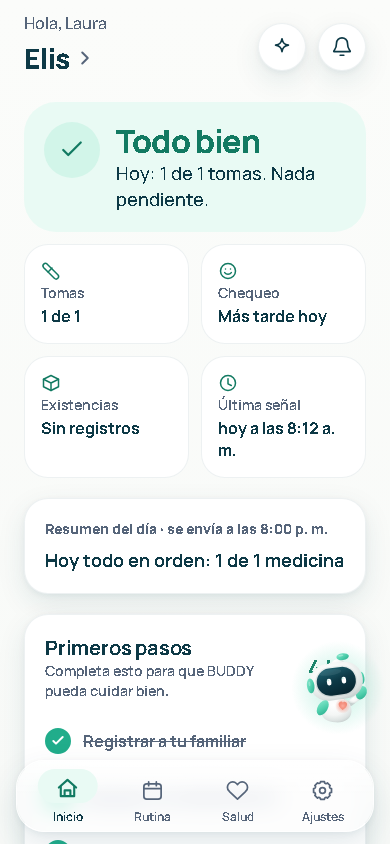 Hola, Laura
Elis
Todo bien
Hoy: 1 de 1 tomas. Nada
pendiente.
Tomas
1 de 1
Chequeo
Más tarde hoy
Existencias
Sin registros
Última señal
hoy a las 8:12 a.
m.
Resumen del día · se envía a las 8:00 p. m.
Hoy todo en orden: 1 de 1 medicina
Primeros pasos
Completa esto para que BUDDY
pueda cuidar bien.
Registrar a tu familiar
Inicio
Rutina
Salud
Ajustes